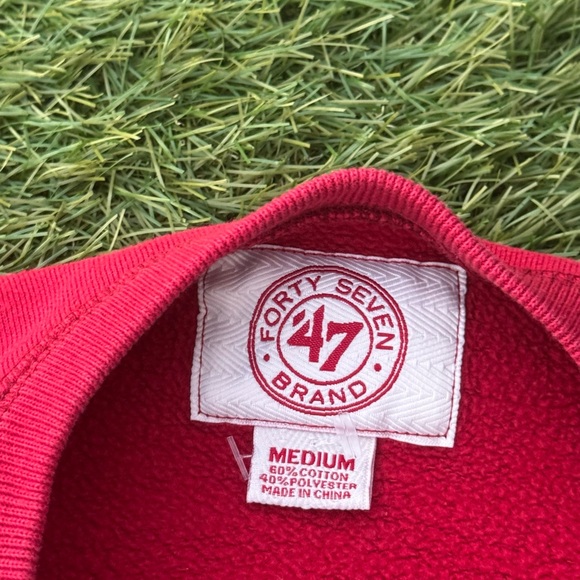 FORTY SEVEN
'47
BRAND
MEDIUM
60% COTTON
40% POLYESTER
MADE IN CHINA